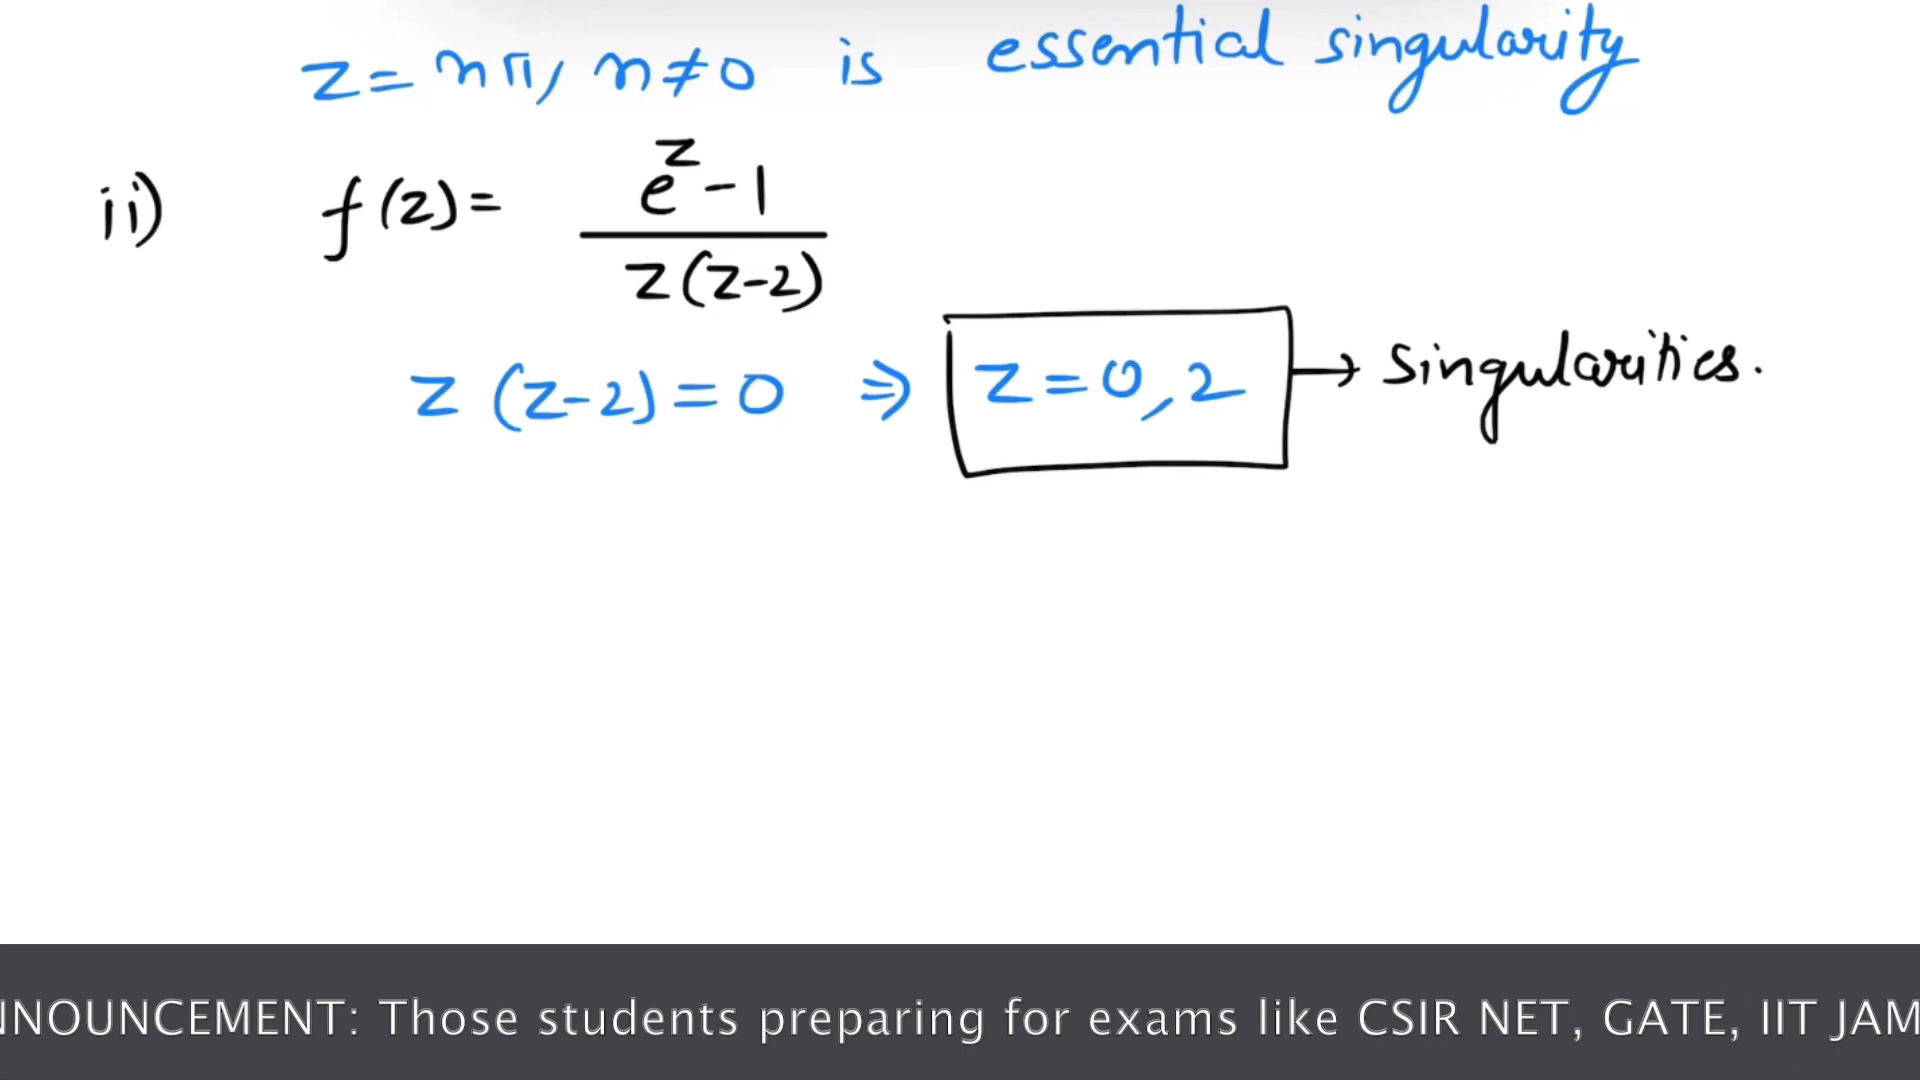 z = nπ, n ≠ 0 is essential singularity
ii) f(z) = e^z - 1 / z(z-2)
z(z-2) = 0 ⇒ z = 0, 2 → singularities.
NNOUNCEMENT: Those students preparing for exams like CSIR NET, GATE, IIT JAM